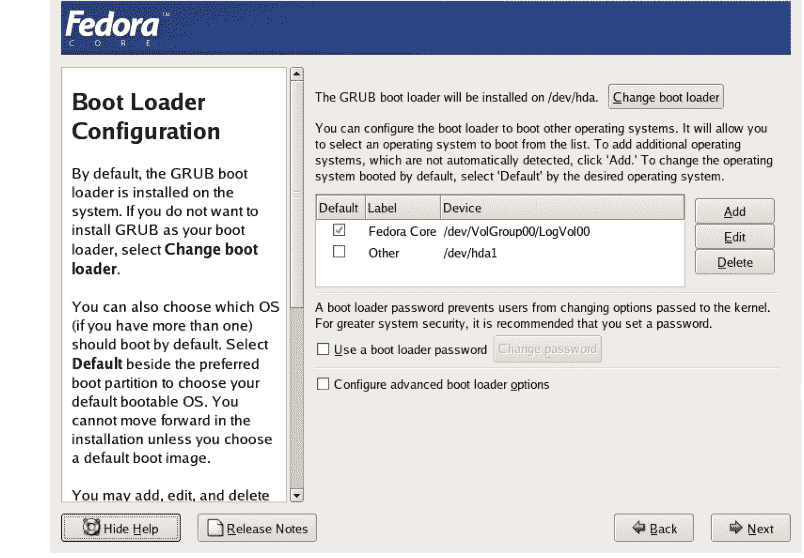 Fedora™
CORE
Boot Loader
Configuration
By default, the GRUB boot
loader is installed on the
system. If you do not want to
install GRUB as your boot
loader, select Change boot
loader.
You can also choose which OS
(if you have more than one)
should boot by default. Select
Default beside the preferred
boot partition to choose your
default bootable OS. You
cannot move forward in the
installation unless you choose
a default boot image.
You may add, edit, and delete
The GRUB boot loader will be installed on /dev/hda.
Change boot loader
You can configure the boot loader to boot other operating systems. It will allow you
to select an operating system to boot from the list. To add additional operating
systems, which are not automatically detected, click 'Add.' To change the operating
system booted by default, select 'Default' by the desired operating system.
Default Label Device
Fedora Core /dev/VolGroup00/LogVol00
Other /dev/hda1
Add
Edit
Delete
A boot loader password prevents users from changing options passed to the kernel.
For greater system security, it is recommended that you set a password.
Use a boot loader password
Change password
Configure advanced boot loader options
Hide Help
Release Notes
Back
Next